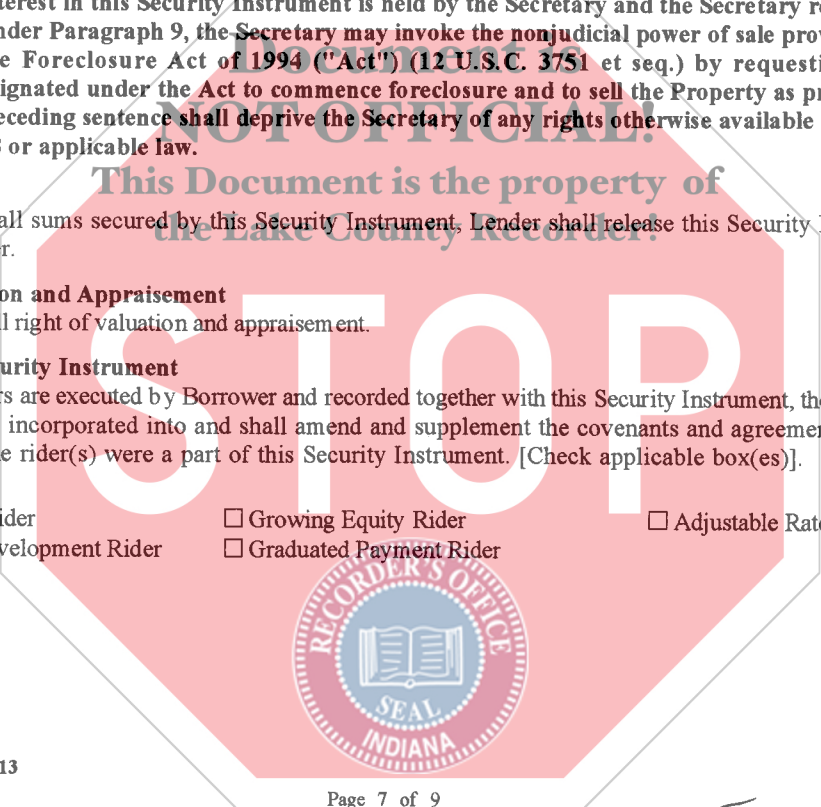 terest in this Security Instrument is held by the Secretary and the Secretary re
nder Paragraph 9, the Secretary may invoke the nonjudicial power of sale prov
e Foreclosure Act of 1994 ("Act") (12 U.S.C. 3751 et seq.) by requesti
ignated under the Act to commence foreclosure and to sell the Property as pr
eceding sentence shall deprive the Secretary of any rights otherwise available
or applicable law.
Document is
NOT OFFICIAL!
This Document is the property of
the Lake County Recorder!
all sums secured by this Security Instrument, Lender shall release this Security
r.
on and Appraisement
l right of valuation and appraisement.
urity Instrument
rs are executed by Borrower and recorded together with this Security Instrument, the
incorporated into and shall amend and supplement the covenants and agreemen
e rider(s) were a part of this Security Instrument. [Check applicable box(es)].
STOP
ider ☐ Growing Equity Rider ☐ Adjustable Rate
velopment Rider ☐ Graduated Payment Rider
RECORDER'S OFFICE
SEAL
INDIANA
13
Page 7 of 9